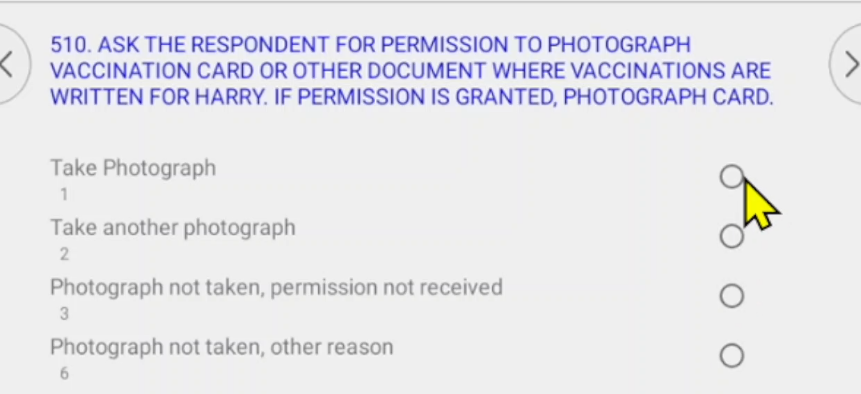 510. ASK THE RESPONDENT FOR PERMISSION TO PHOTOGRAPH
VACCINATION CARD OR OTHER DOCUMENT WHERE VACCINATIONS ARE
WRITTEN FOR HARRY. IF PERMISSION IS GRANTED, PHOTOGRAPH CARD.
Take Photograph
1
Take another photograph
2
Photograph not taken, permission not received
3
Photograph not taken, other reason
6